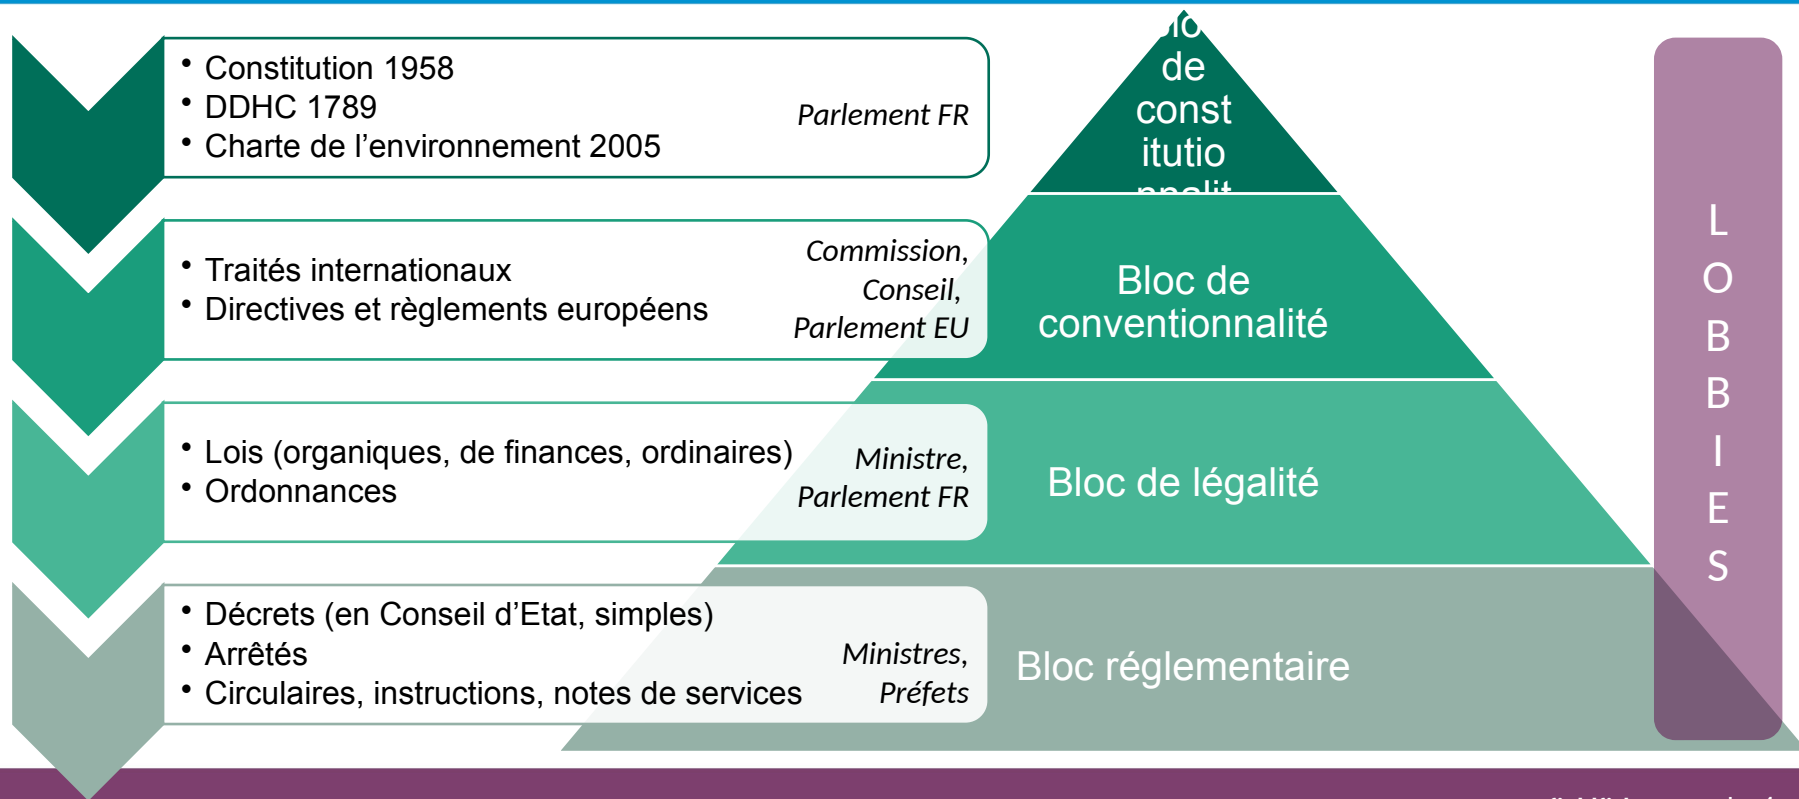 • Constitution 1958
• DDHC 1789
• Charte de l’environnement 2005
Parlement FR
de
const
itutio
• Traités internationaux
• Directives et règlements européens
Commission,
Conseil,
Parlement EU
Bloc de
conventionnalité
• Lois (organiques, de finances, ordinaires)
• Ordonnances
Ministre,
Parlement FR
Bloc de légalité
• Décrets (en Conseil d’Etat, simples)
• Arrêtés
• Circulaires, instructions, notes de services
Ministres,
Préfets
Bloc réglementaire
L
O
B
B
I
E
S